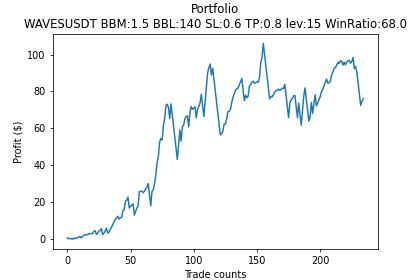 Portfolio
WAVESUSDT BBM:1.5 BBL:140 SL:0.6 TP:0.8 lev:15 WinRatio:68.0
Profit ($)
100
80
60
40
20
0
0 50 100 150 200
Trade counts